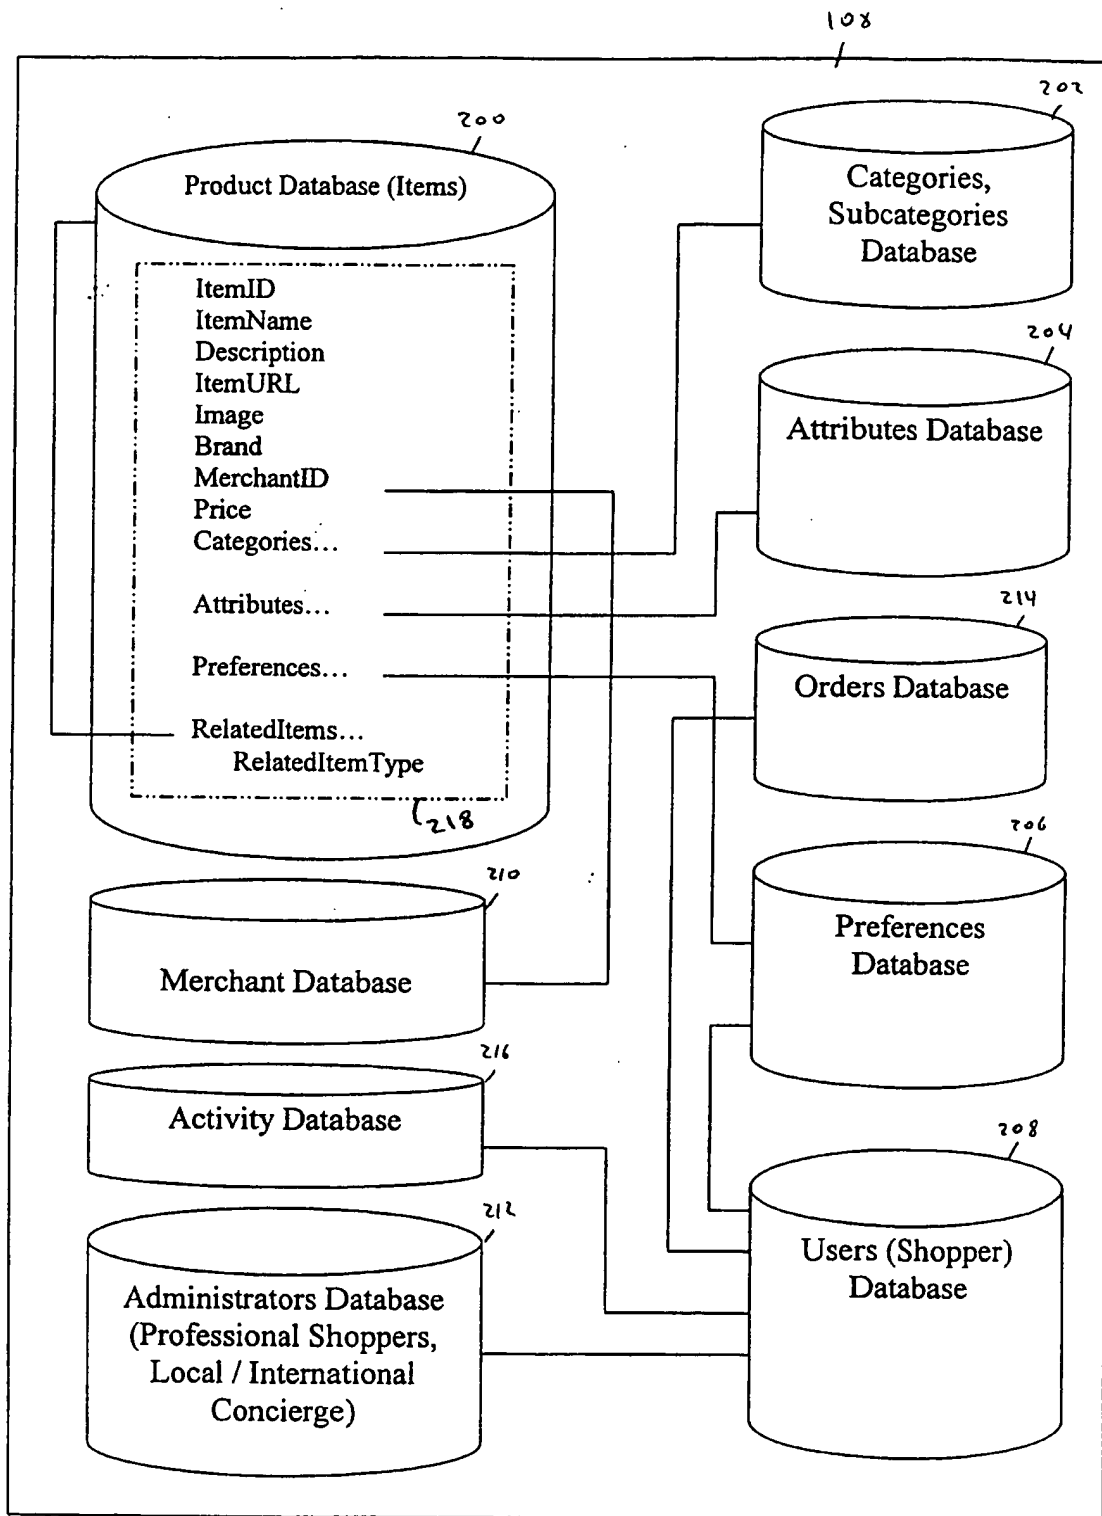 108
200
Product Database (Items)
ItemID
ItemName
Description
ItemURL
Image
Brand
MerchantID
Price
Categories...
Attributes...
Preferences...
RelatedItems...
RelatedItemType
218
202
Categories,
Subcategories
Database
204
Attributes Database
214
Orders Database
206
Preferences
Database
210
Merchant Database
216
Activity Database
212
Administrators Database
(Professional Shoppers,
Local / International
Concierge)
208
Users (Shopper)
Database